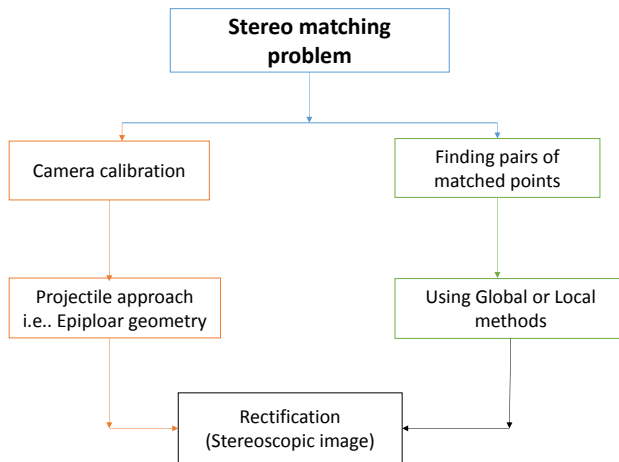 Stereo matching
problem
Camera calibration
Finding pairs of
matched points
Projectile approach
i.e.. Epiploar geometry
Using Global or Local
methods
Rectification
(Stereoscopic image)